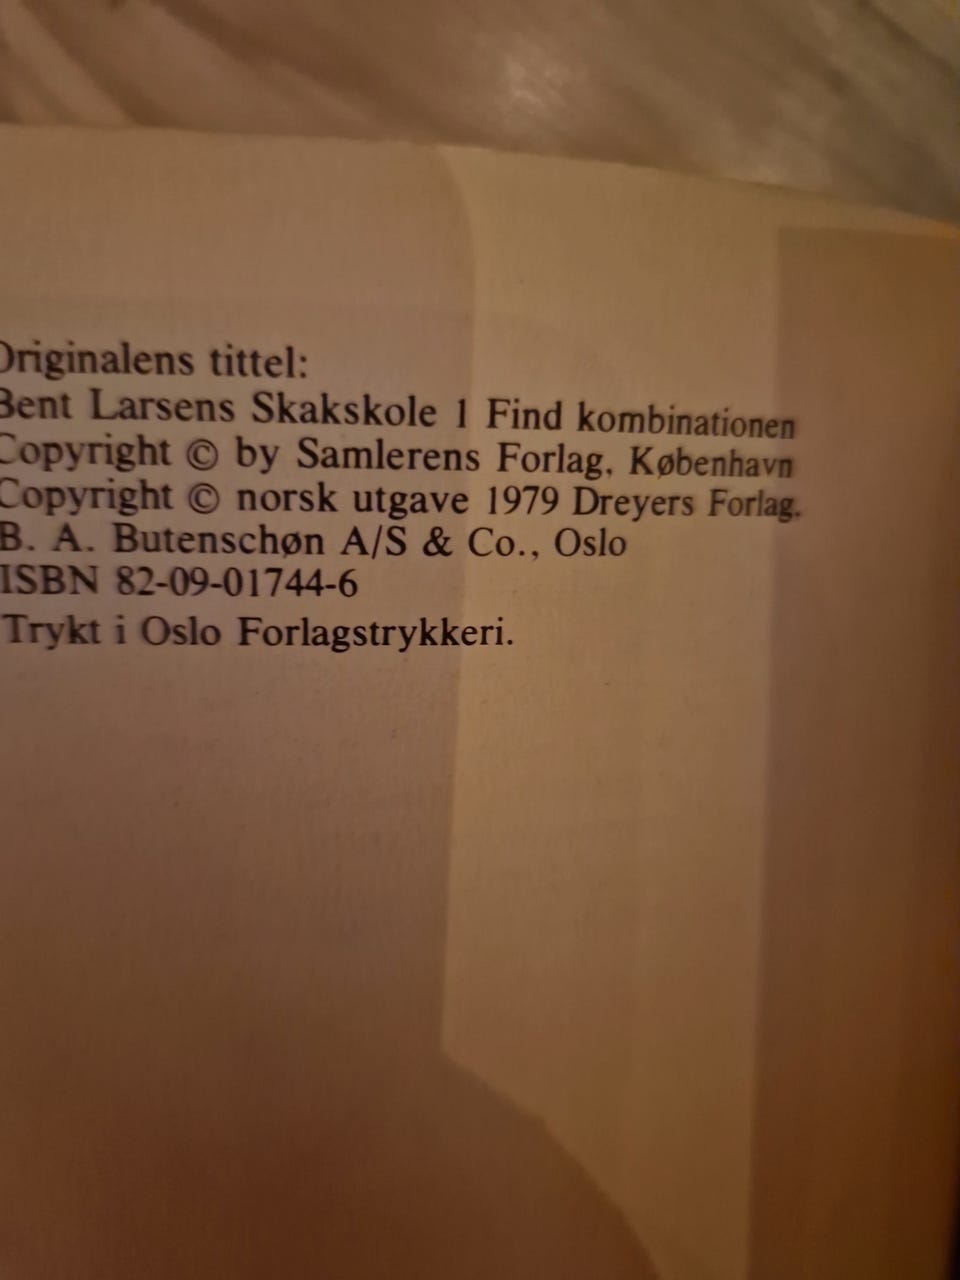 Originalens tittel:
Bent Larsens Skakskole 1 Find kombinationen
Copyright © by Samlerens Forlag, København
Copyright © norsk utgave 1979 Dreyers Forlag.
B. A. Butenschøn A/S & Co., Oslo
ISBN 82-09-01744-6
Trykt i Oslo Forlagstrykkeri.